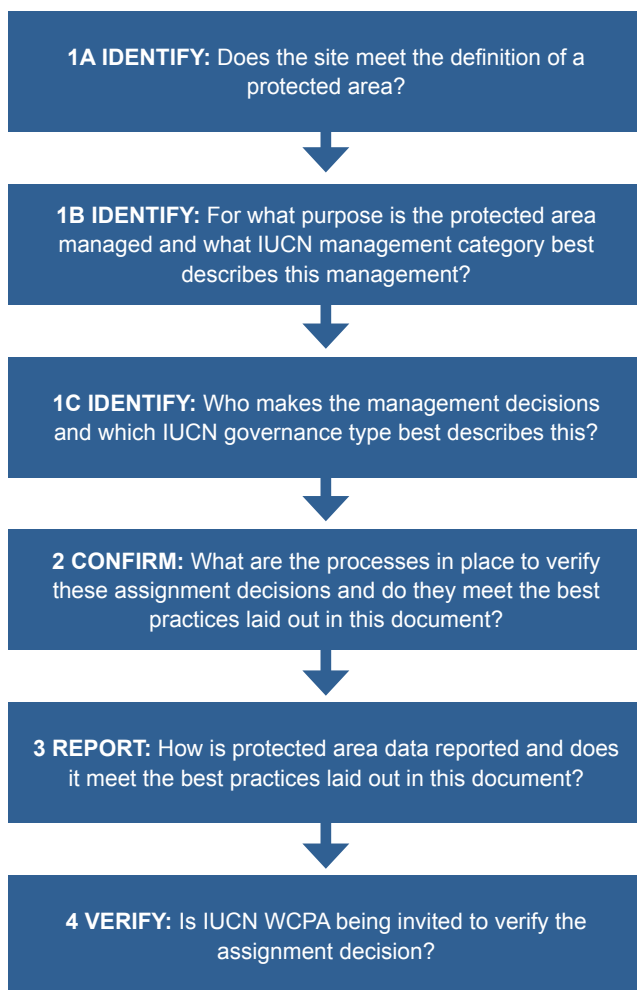 1A IDENTIFY: Does the site meet the definition of a
protected area?
1B IDENTIFY: For what purpose is the protected area
managed and what IUCN management category best
describes this management?
1C IDENTIFY: Who makes the management decisions
and which IUCN governance type best describes this?
2 CONFIRM: What are the processes in place to verify
these assignment decisions and do they meet the best
practices laid out in this document?
3 REPORT: How is protected area data reported and does
it meet the best practices laid out in this document?
4 VERIFY: Is IUCN WCPA being invited to verify the
assignment decision?